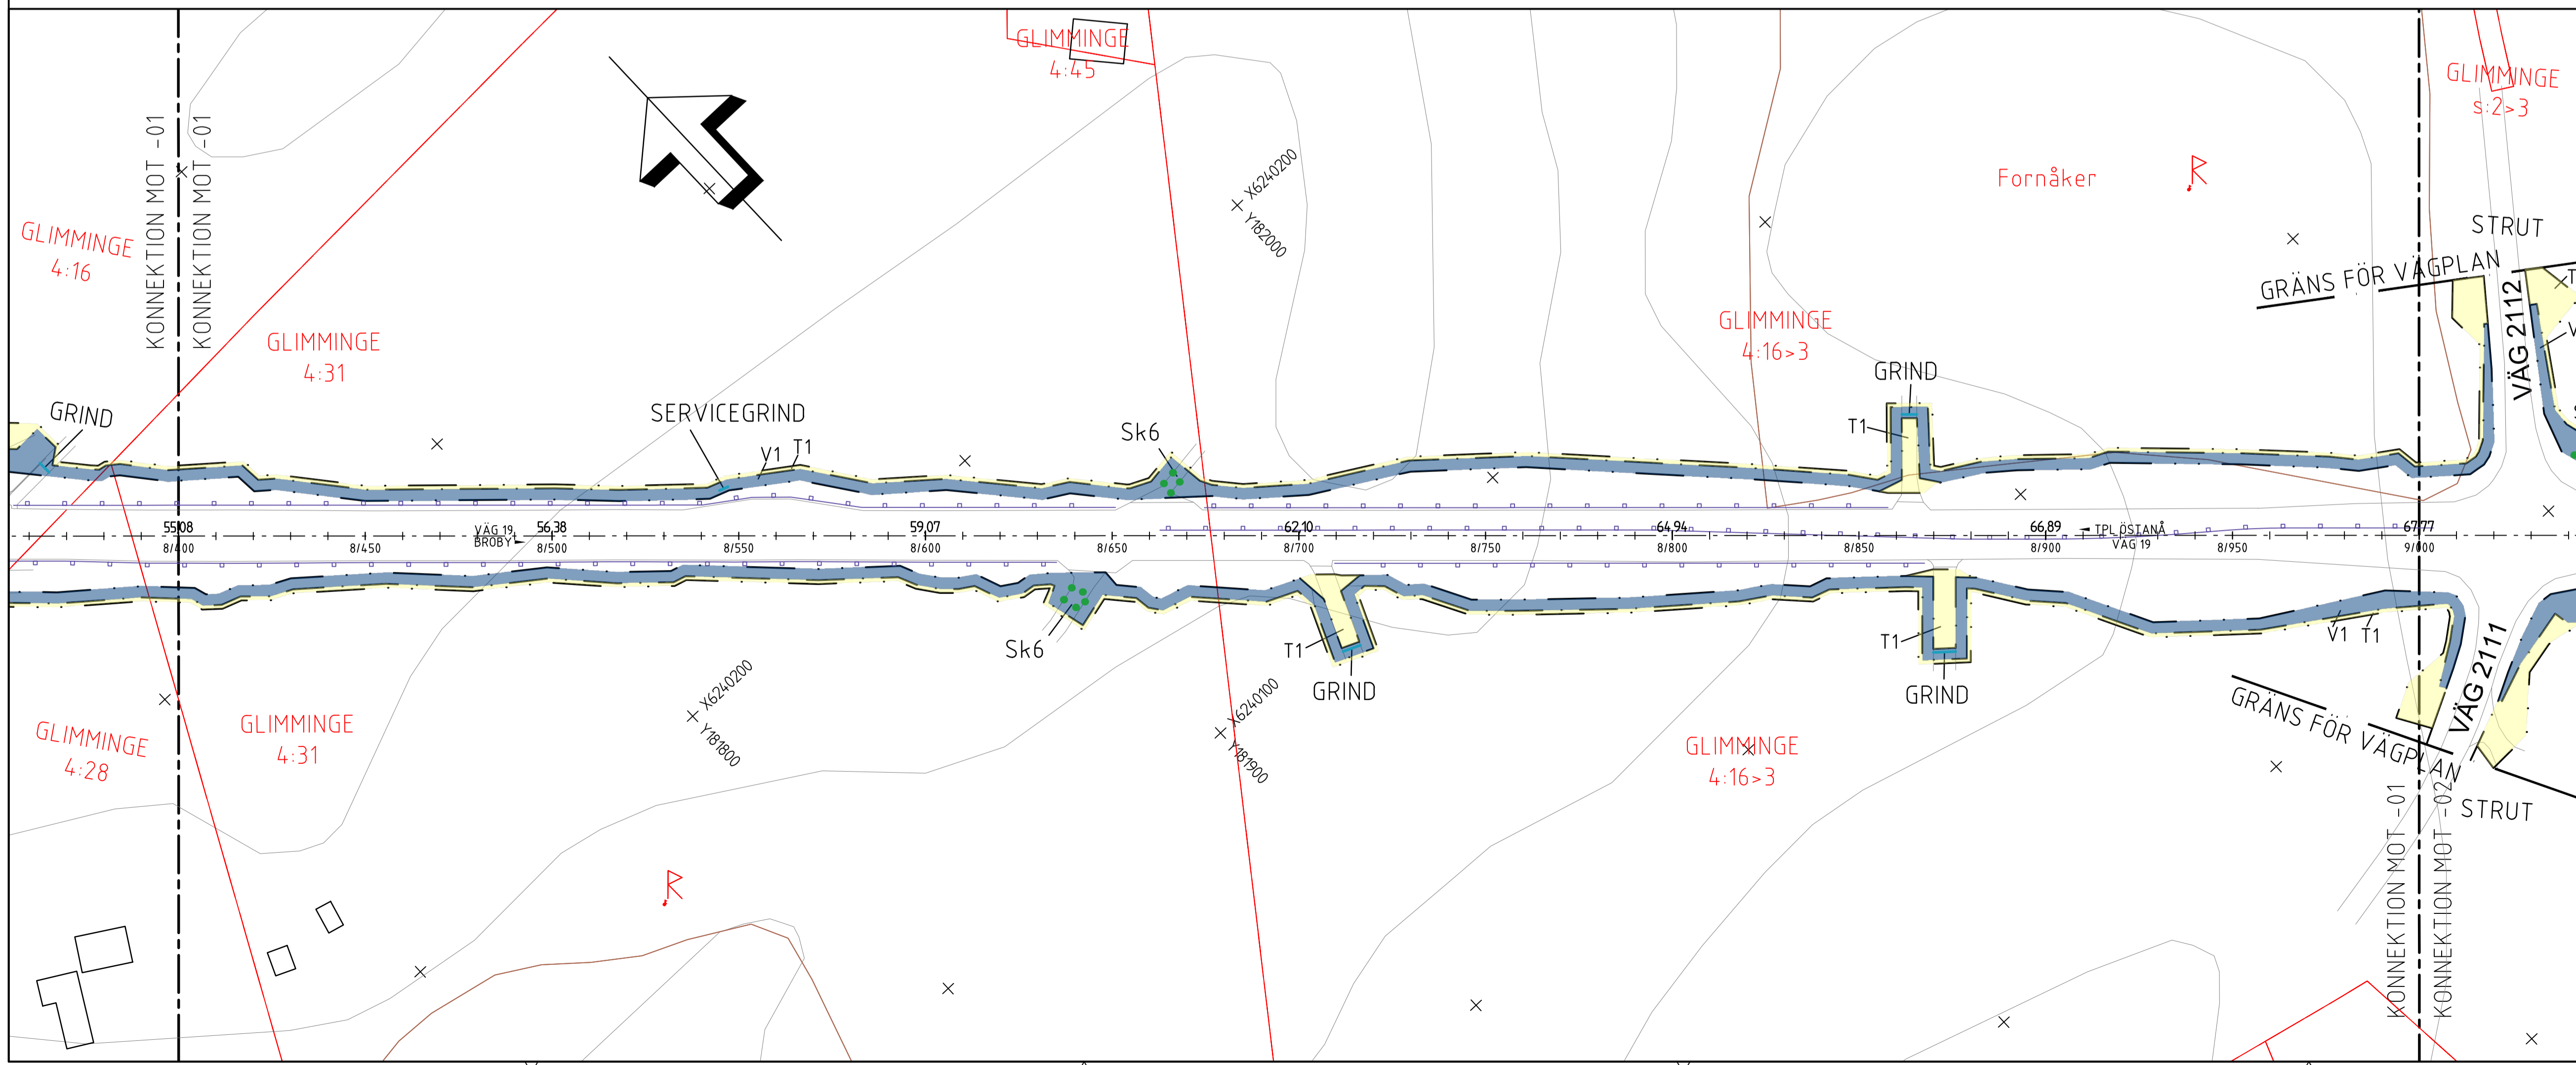 GLIMMINGE
4:45
GLIMMINGE
s:2>3
KONNEKTION MOT -01
KONNEKTION MOT -01
X6240200
Y182000
Fornåker
R
GLIMMINGE
4:16
STRUT
GRÄNS FÖR VÄGPLAN
VÄG 2112
GLIMMINGE
4:31
GLIMMINGE
4:16>3
GRIND
GRIND
SERVICEGRIND
V1
T1
Sk6
T1
55,08
56,38
59,07
62,10
64,94
66,89
67,77
VÄG 19
BROBY
TPL ÖSTANÅ
VÄG 19
8/400
8/450
8/500
8/550
8/600
8/650
8/700
8/750
8/800
8/850
8/900
8/950
9/000
Sk6
T1
GRIND
T1
GRIND
V1
T1
VÄG 2111
GRÄNS FÖR VÄGPLAN
STRUT
X6240200
Y181800
X6240100
Y181900
GLIMMINGE
4:28
GLIMMINGE
4:31
GLIMMINGE
4:16>3
R
KONNEKTION MOT -01
KONNEKTION MOT -02